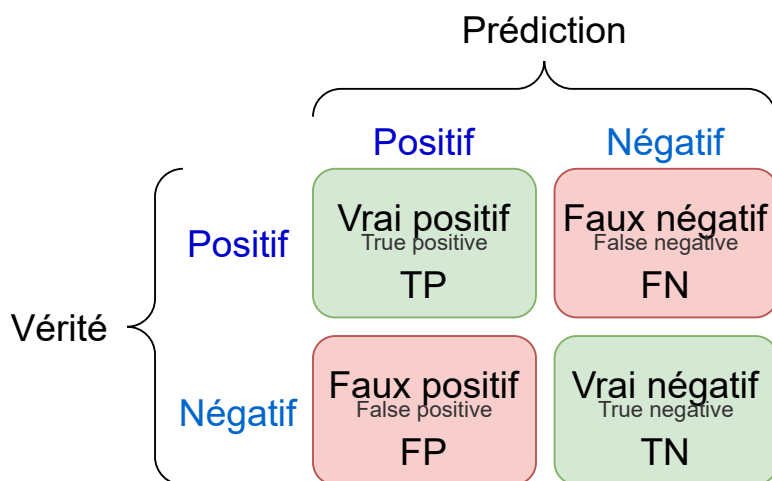 Prédiction
Positif Négatif
Positif
Vrai positif
True positive
TP
Faux négatif
False negative
FN
Vérité
Négatif
Faux positif
False positive
FP
Vrai négatif
True negative
TN